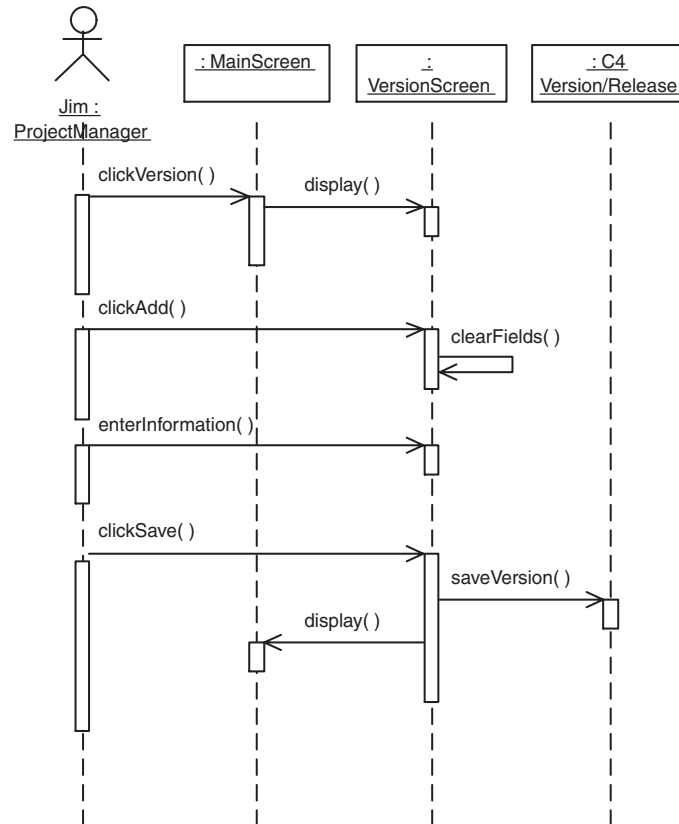 : MainScreen
:
VersionScreen
: C4
Version/Release
Jim :
ProjectManager
clickVersion( )
display( )
clickAdd( )
clearFields( )
enterInformation( )
clickSave( )
saveVersion( )
display( )